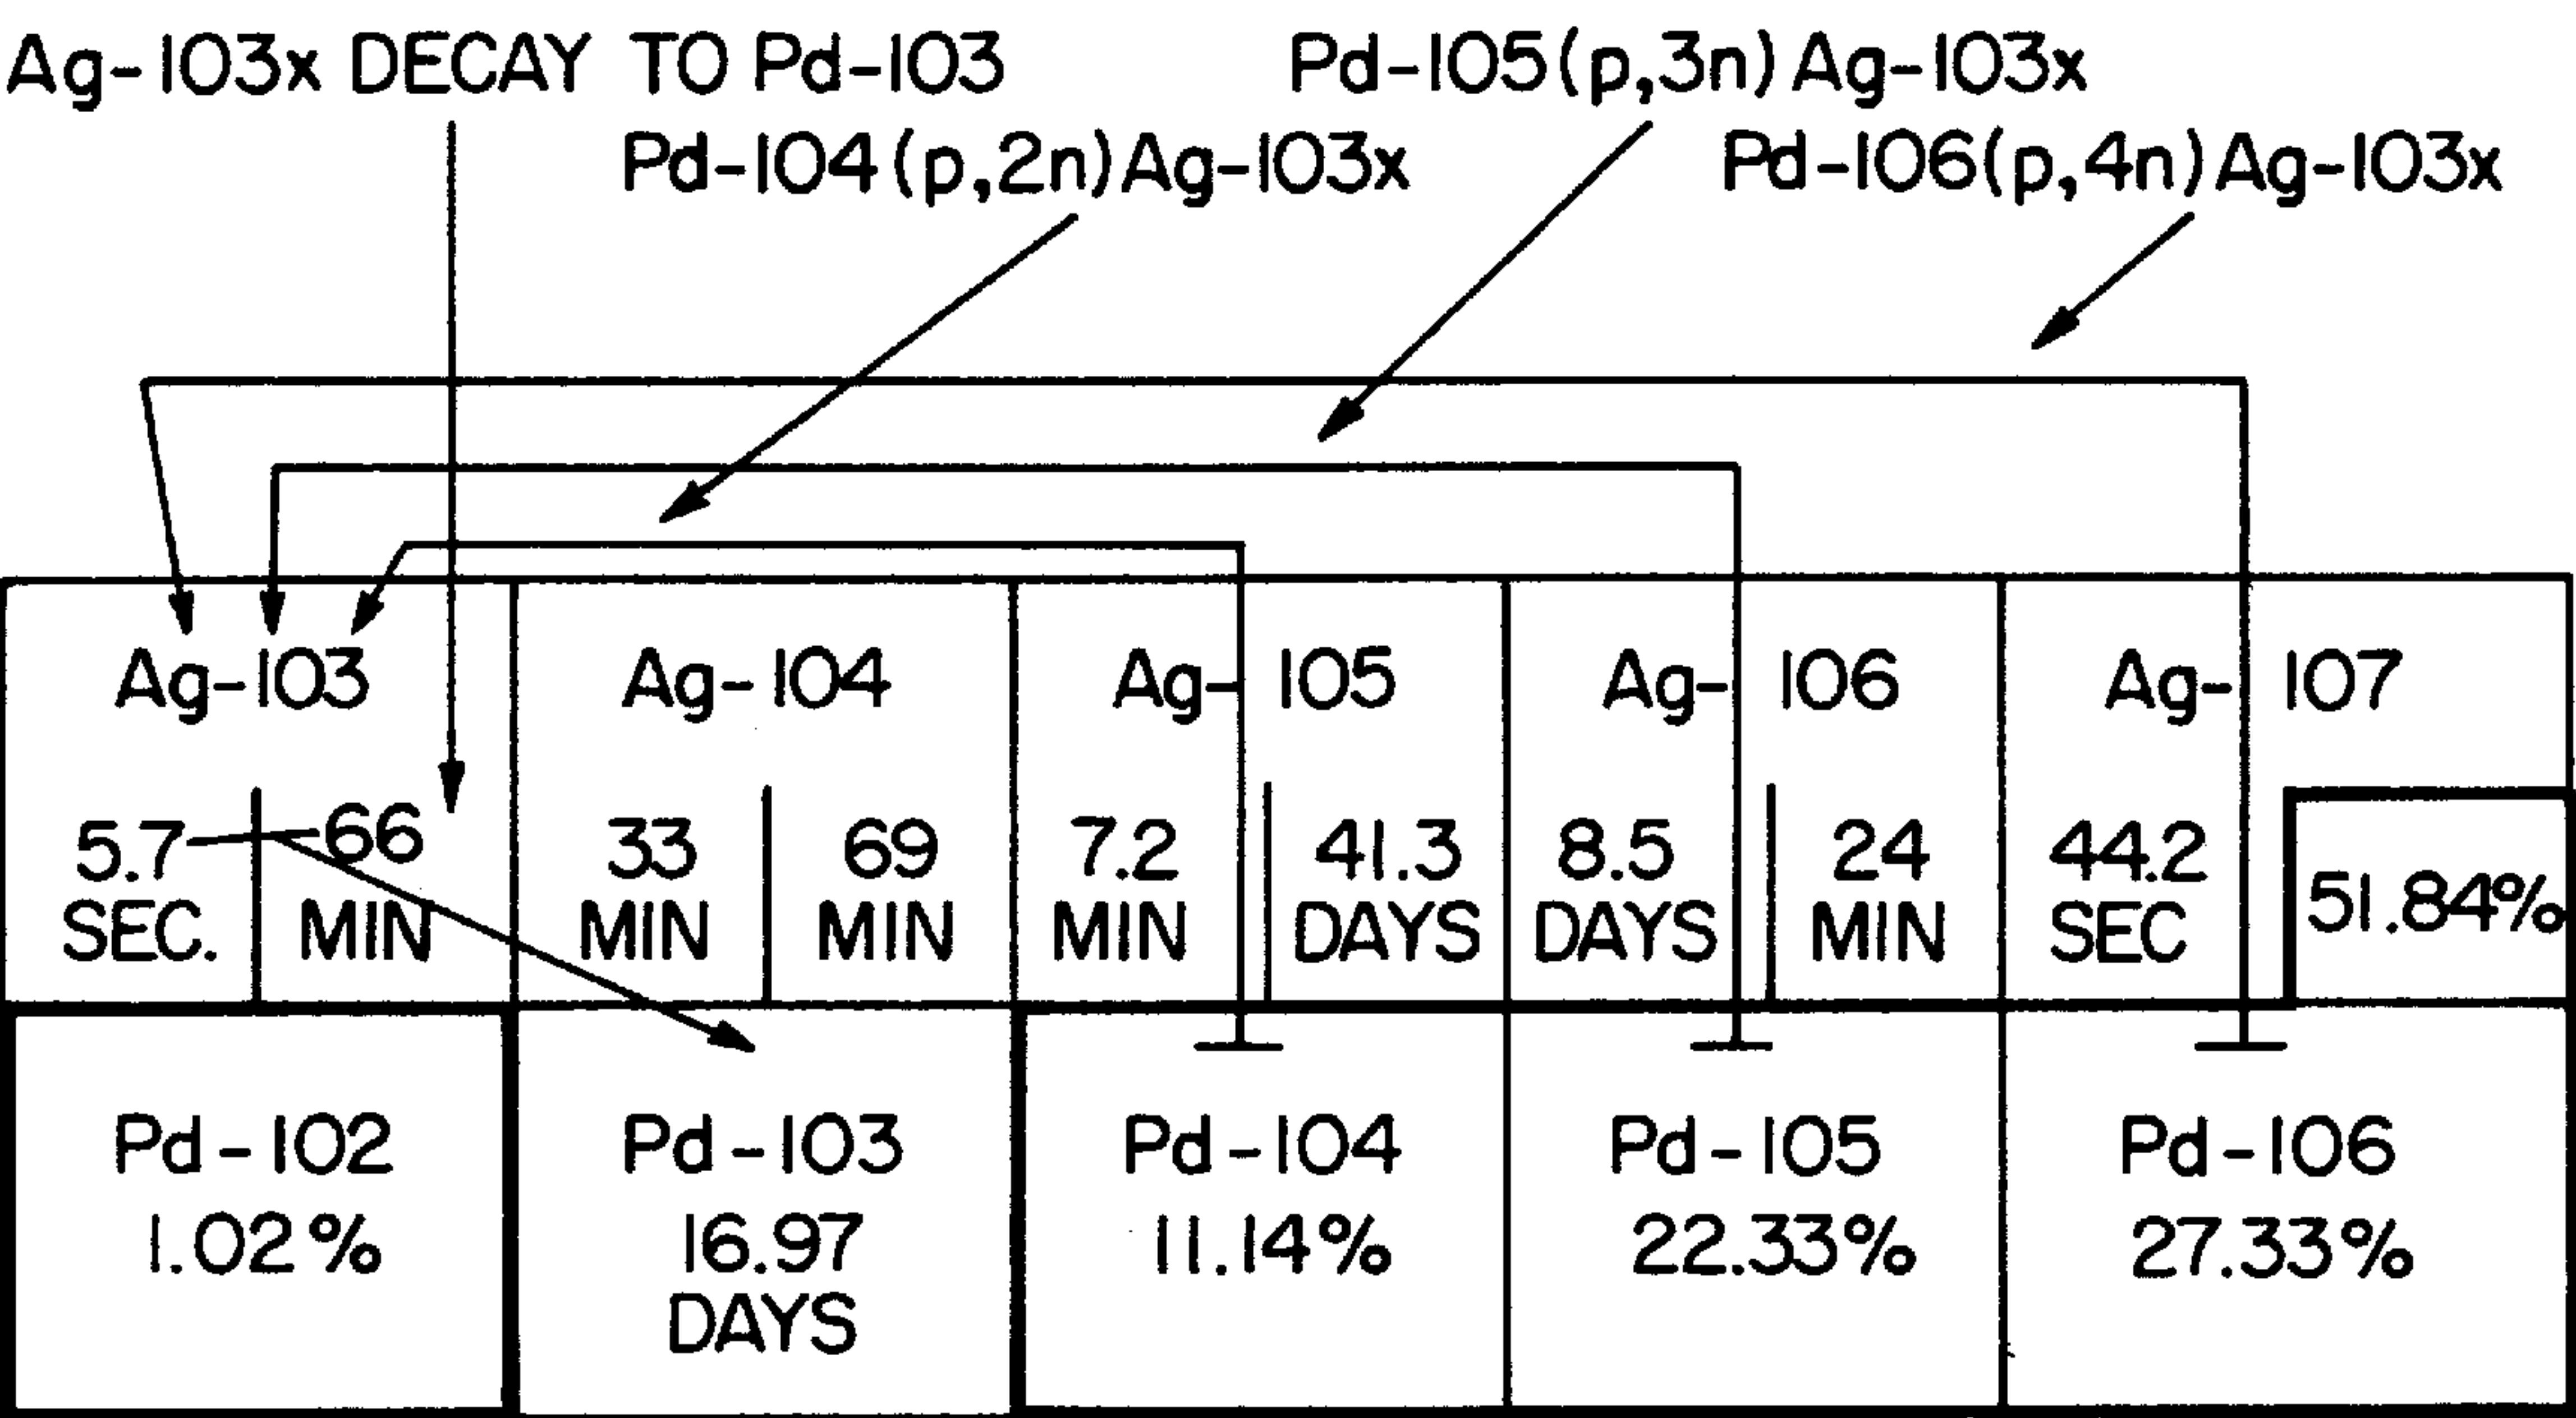 Ag-103x DECAY TO Pd-103
Pd-105(p,3n)Ag-103x
Pd-104(p,2n)Ag-103x
Pd-106(p,4n)Ag-103x
Ag-103
Ag-104
Ag-105
Ag-106
Ag-107
5.7
SEC.
66
MIN
33
MIN
69
MIN
7.2
MIN
41.3
DAYS
8.5
DAYS
24
MIN
44.2
SEC
51.84%
Pd-102
1.02%
Pd-103
16.97
DAYS
Pd-104
11.14%
Pd-105
22.33%
Pd-106
27.33%